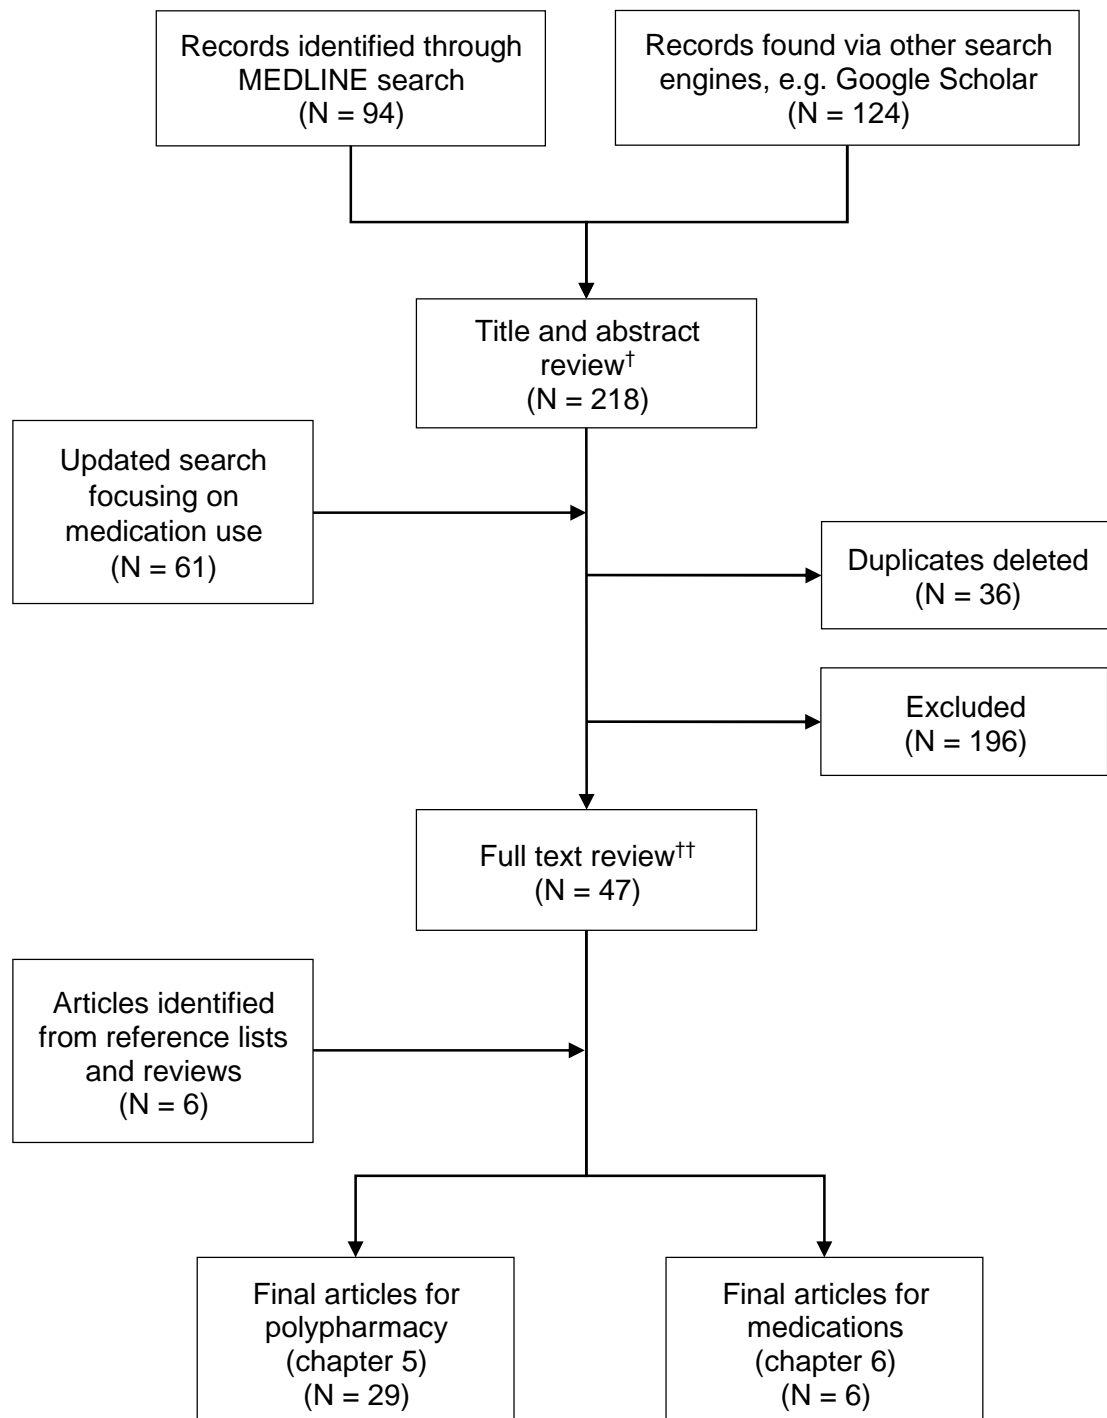 Records identified through
MEDLINE search
(N = 94)
Records found via other search
engines, e.g. Google Scholar
(N = 124)
Title and abstract
review†
(N = 218)
Updated search
focusing on
medication use
(N = 61)
Duplicates deleted
(N = 36)
Excluded
(N = 196)
Full text review††
(N = 47)
Articles identified
from reference lists
and reviews
(N = 6)
Final articles for
polypharmacy
(chapter 5)
(N = 29)
Final articles for
medications
(chapter 6)
(N = 6)